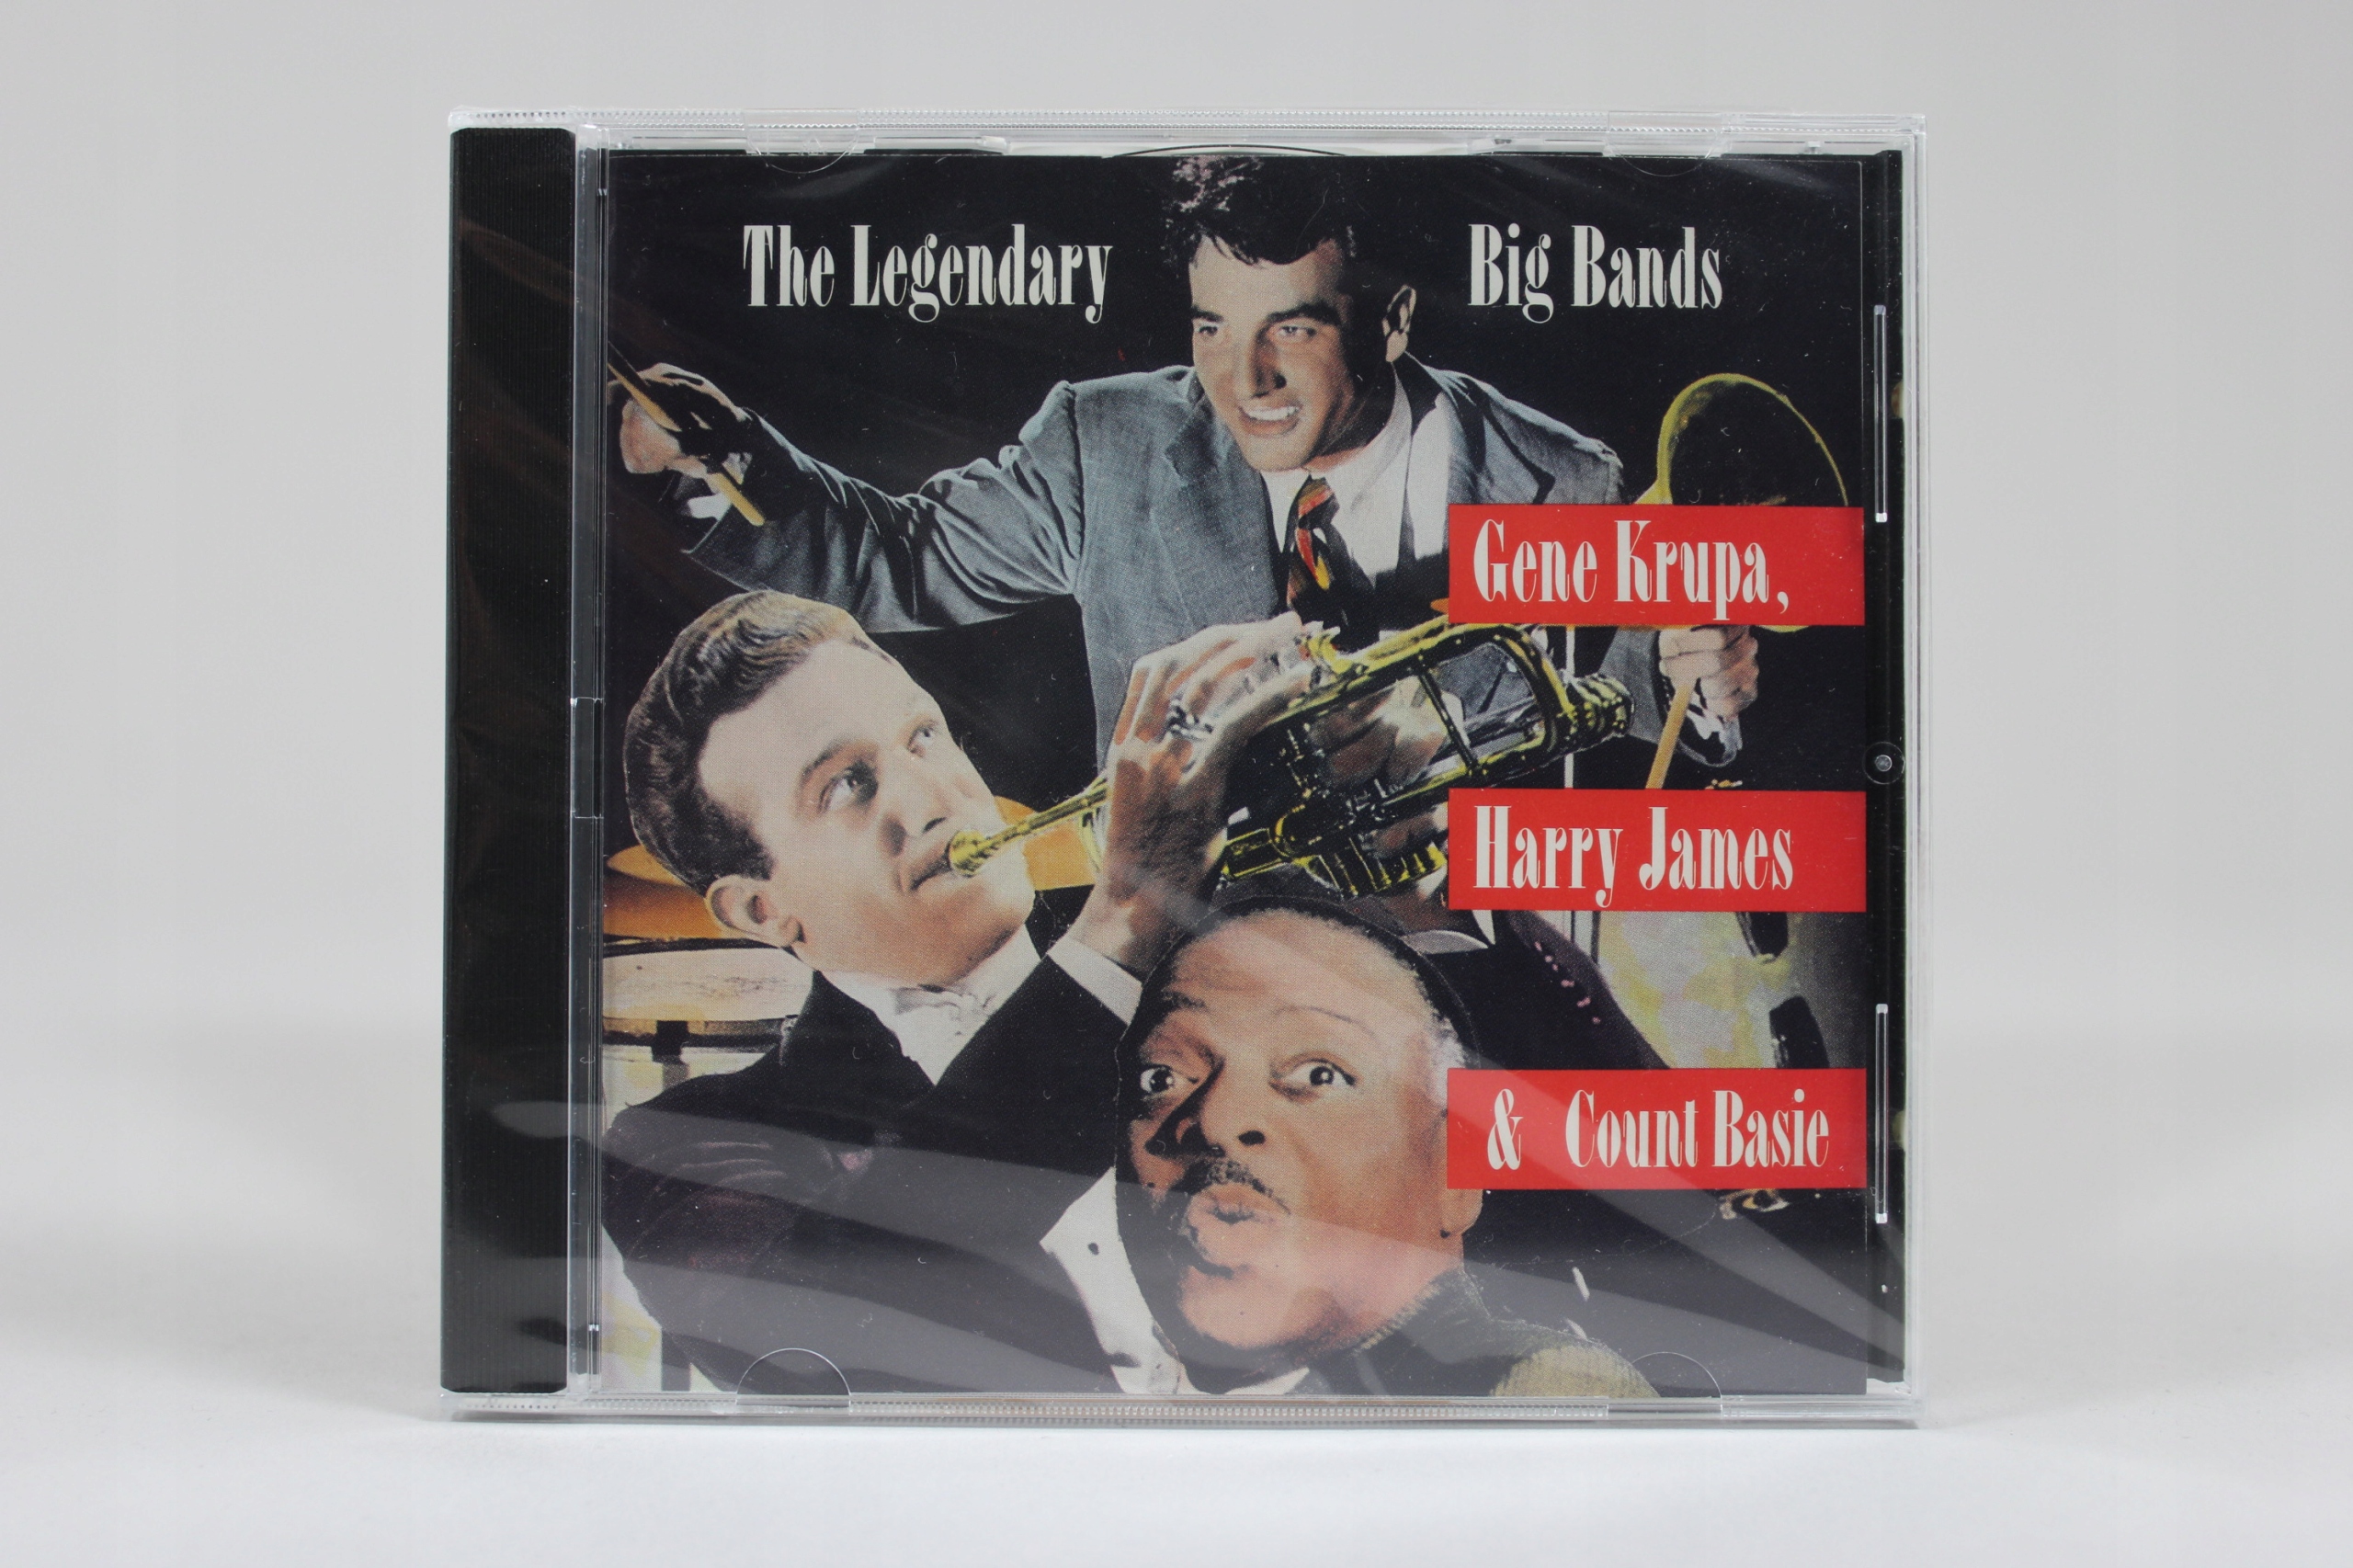 The Legendary Big Bands
Gene Krupa,
Harry James
& Count Basie